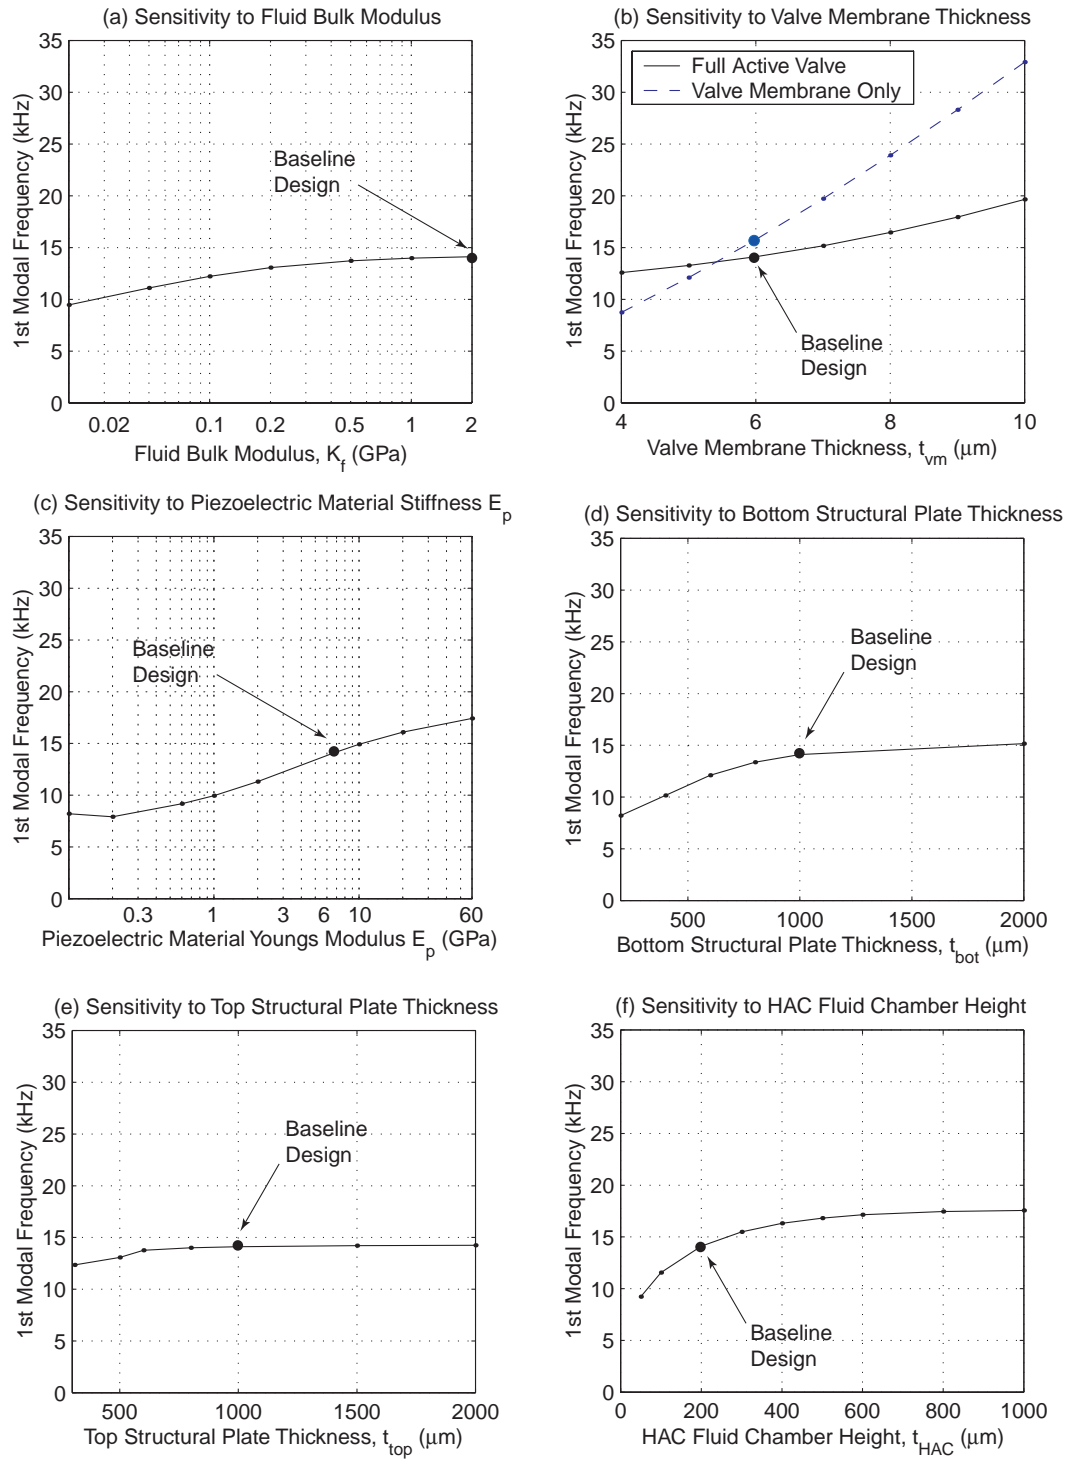 (a) Sensitivity to Fluid Bulk Modulus
35
30
25
20
15
10
5
0
1st Modal Frequency (kHz)
Baseline
Design
0.02 0.1 0.2 0.5 1 2
Fluid Bulk Modulus, K_f (GPa)
(b) Sensitivity to Valve Membrane Thickness
35
30
25
20
15
10
5
0
1st Modal Frequency (kHz)
Full Active Valve
Valve Membrane Only
Baseline
Design
4 6 8 10
Valve Membrane Thickness, t_vm (μm)
(c) Sensitivity to Piezoelectric Material Stiffness E_p
35
30
25
20
15
10
5
0
1st Modal Frequency (kHz)
Baseline
Design
0.3 1 3 6 10 60
Piezoelectric Material Youngs Modulus E_p (GPa)
(d) Sensitivity to Bottom Structural Plate Thickness
35
30
25
20
15
10
5
0
1st Modal Frequency (kHz)
Baseline
Design
500 1000 1500 2000
Bottom Structural Plate Thickness, t_bot (μm)
(e) Sensitivity to Top Structural Plate Thickness
35
30
25
20
15
10
5
0
1st Modal Frequency (kHz)
Baseline
Design
500 1000 1500 2000
Top Structural Plate Thickness, t_top (μm)
(f) Sensitivity to HAC Fluid Chamber Height
35
30
25
20
15
10
5
0
1st Modal Frequency (kHz)
Baseline
Design
0 200 400 600 800 1000
HAC Fluid Chamber Height, t_HAC (μm)